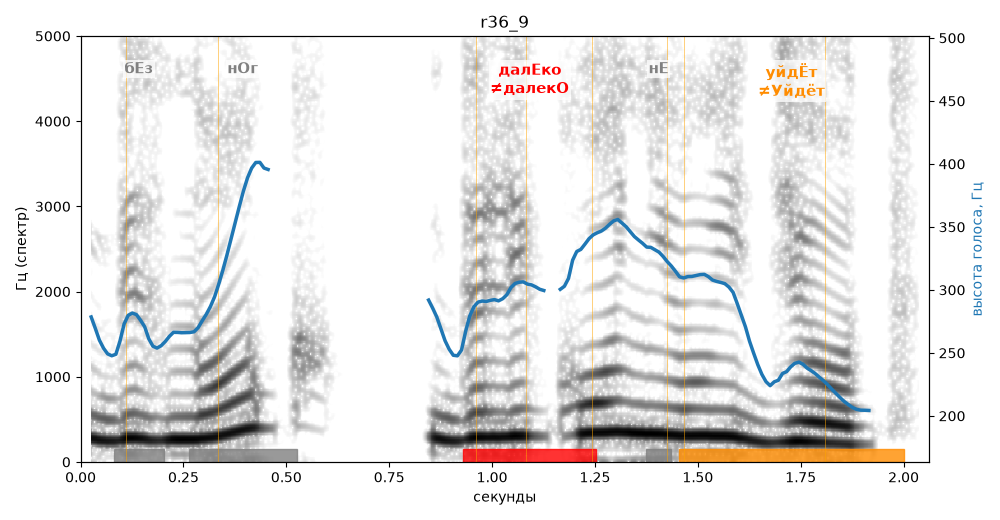 r36_9
5000
4000
3000
2000
1000
0
Гц (спектр)
500
450
400
350
300
250
200
высота голоса, Гц
бЕз
нОг
далЕко
≠далекО
нЕ
уйдЁт
≠Уйдёт
0.00
0.25
0.50
0.75
1.00
1.25
1.50
1.75
2.00
секунды